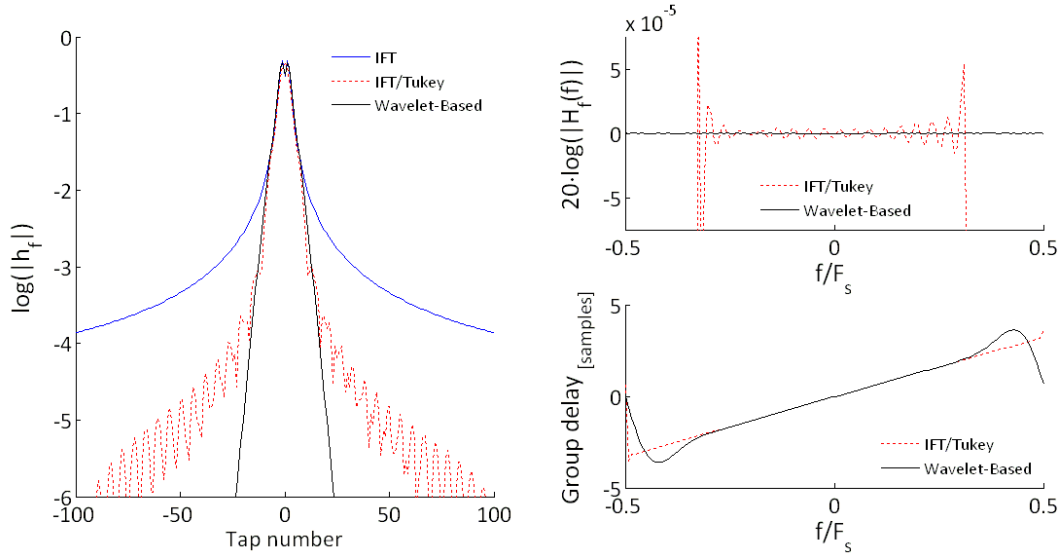 log(|h_f|)
0
-1
-2
-3
-4
-5
-6
IFT
IFT/Tukey
Wavelet-Based
-100
-50
0
50
100
Tap number
x 10^-5
20·log(|H_f(f)|)
5
0
-5
IFT/Tukey
Wavelet-Based
-0.5
0
0.5
f/F_s
Group delay [samples]
5
0
-5
IFT/Tukey
Wavelet-Based
-0.5
0
0.5
f/F_s